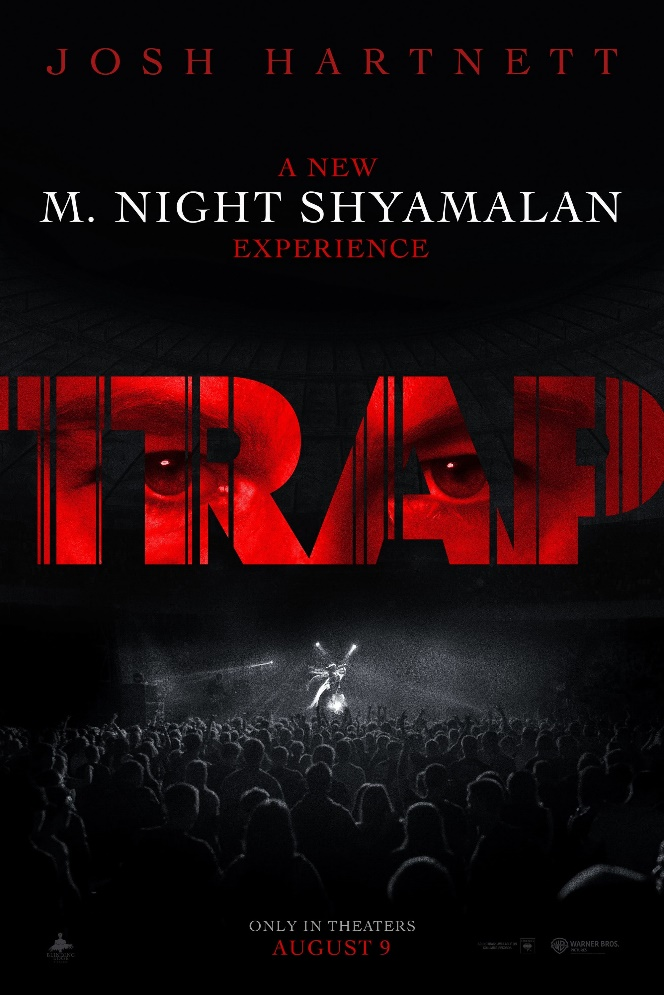 JOSH HARTNETT
A NEW
M. NIGHT SHYAMALAN
EXPERIENCE
TRAP
ONLY IN THEATERS
AUGUST 9
WARNER BROS.